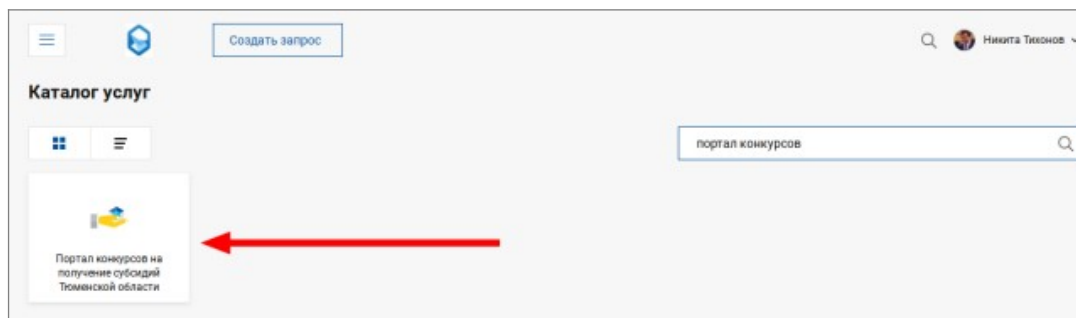 Создать запрос
Никита Тихонов
Каталог услуг
портал конкурсов
Портал конкурсов на
получение субсидий
Тюменской области